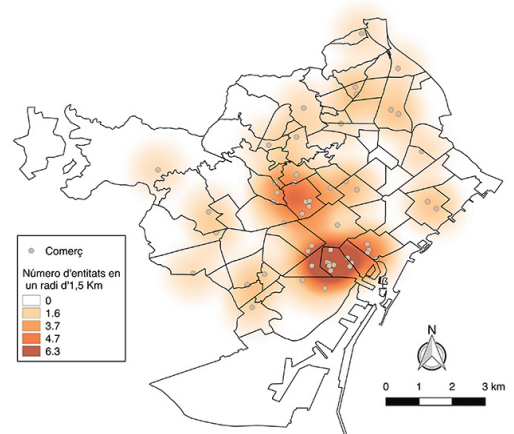 Comerç
Número d'entitats en
un radi d'1,5 Km
0
1.6
3.7
4.7
6.3
N
0 1 2 3 km